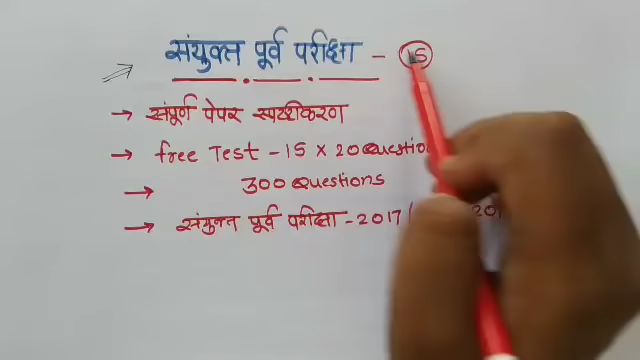 संयुक्त पूर्व परीक्षा - 15
→ संपूर्ण पेपर स्पष्टीकरण
→ free Test - 15 × 20 Question
→ 300 Questions
→ संयुक्त पूर्व परीक्षा - 2017